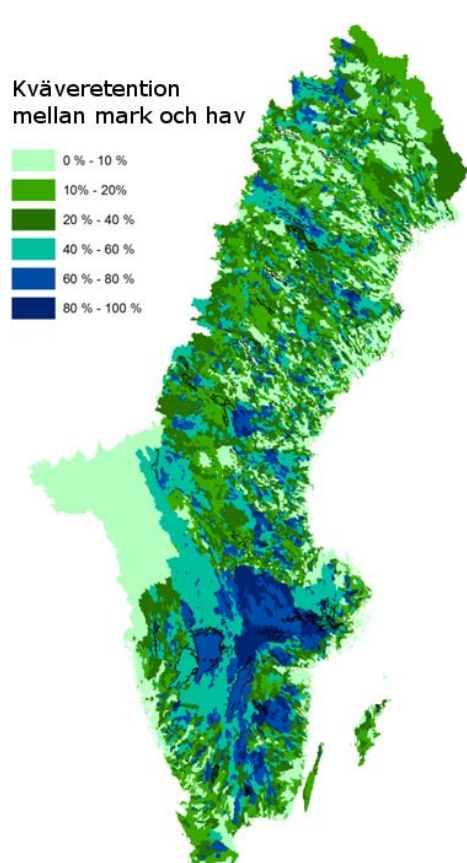 Kväveretention
mellan mark och hav
0 % - 10 %
10% - 20%
20 % - 40 %
40 % - 60 %
60 % - 80 %
80 % - 100 %